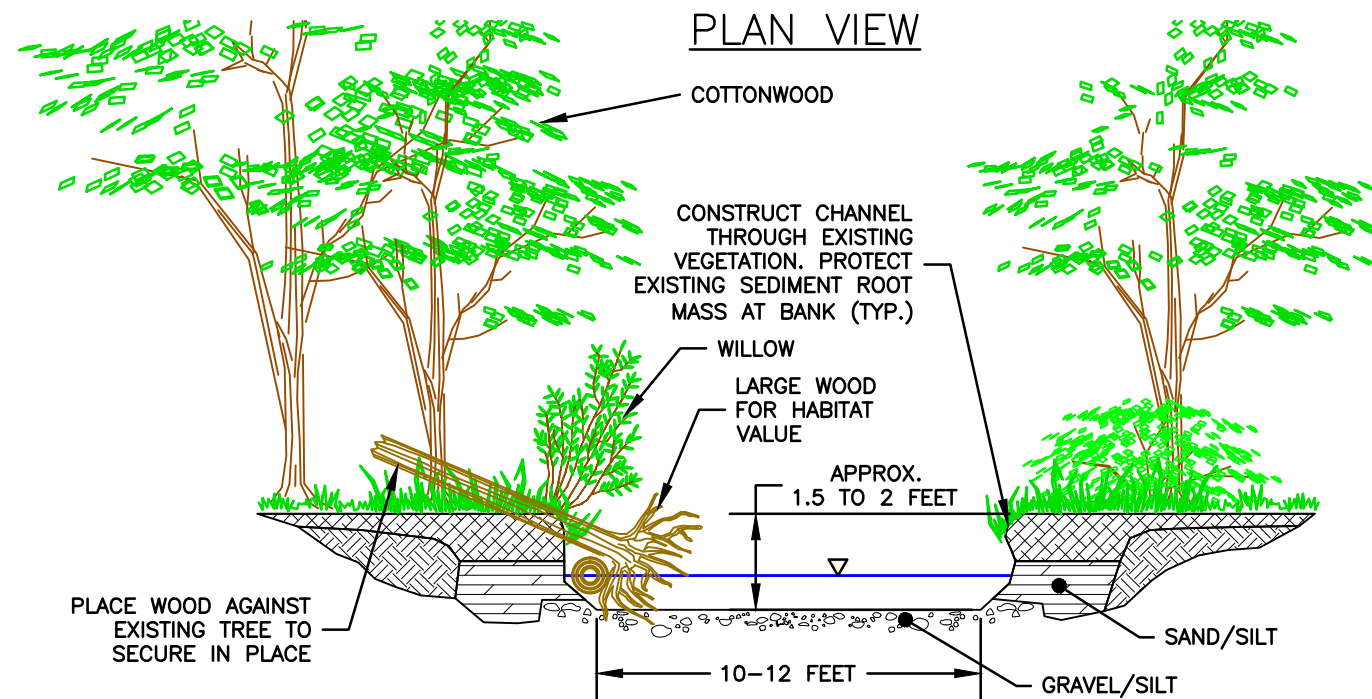 PLAN VIEW
COTTONWOOD
CONSTRUCT CHANNEL
THROUGH EXISTING
VEGETATION. PROTECT
EXISTING SEDIMENT ROOT
MASS AT BANK (TYP.)
WILLOW
LARGE WOOD
FOR HABITAT
VALUE
APPROX.
1.5 TO 2 FEET
PLACE WOOD AGAINST
EXISTING TREE TO
SECURE IN PLACE
SAND/SILT
10-12 FEET
GRAVEL/SILT